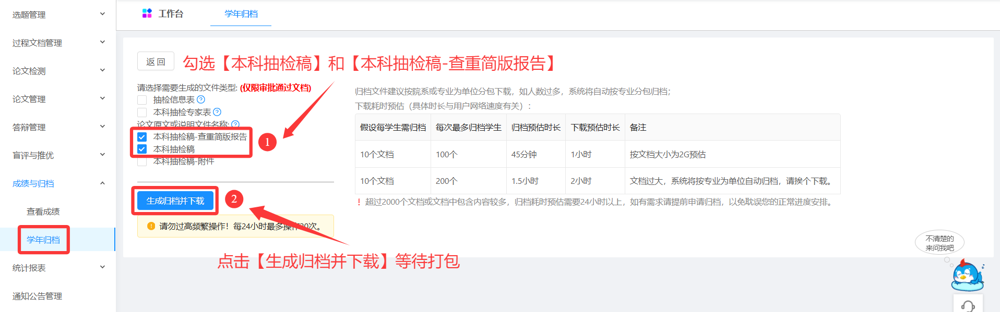 选题管理
过程文档管理
论文检测
论文管理
答辩管理
盲评与推优
成绩与归档
查看成绩
学年归档
统计报表
通知公告管理
工作台
学年归档
返 回
勾选【本科抽检稿】和【本科抽检稿-查重简版报告】
请选择需要生成的文件类型: (仅限审批通过文档)
抽检信息表
本科抽检专家表
论文原文或说明文件名称:
本科抽检稿-查重简版报告
本科抽检稿
本科抽检稿-附件
1
生成归档并下载
2
请勿过高频繁操作！每24小时最多操作20次。
点击【生成归档并下载】等待打包
归档文件建议按院系或专业为单位分包下载，如人数过多，系统将自动按专业分包归档；
下载耗时预估（具体时长与用户网络速度有关）：
假设每学生需归档 每次最多归档学生 归档预估时长 下载预估时长 备注
10个文档 100个 45分钟 1小时 按文档大小为2G预估
10个文档 200个 1.5小时 2小时 文档过大，系统将按专业为单位自动归档，请挨个下载。
！超过2000个文档或文档中包含内容较多，归档耗时预估需要24小时以上，如有需求请提前申请归档，以免耽误您的正常进度安排。
不清楚的
来问我吧